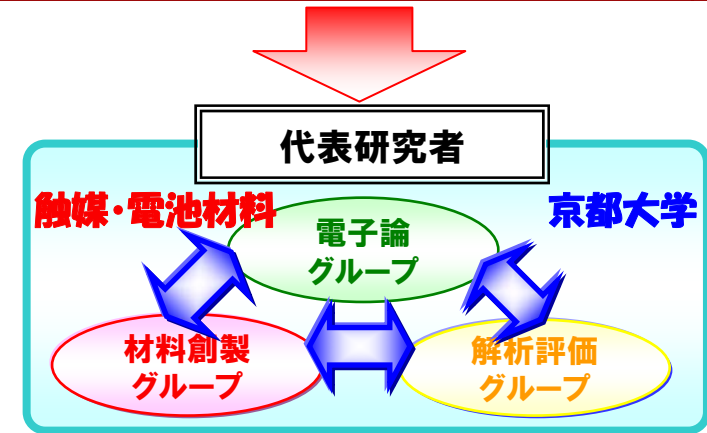 代表研究者
触媒・電池材料
京都大学
電子論
グループ
材料創製
グループ
解析評価
グループ